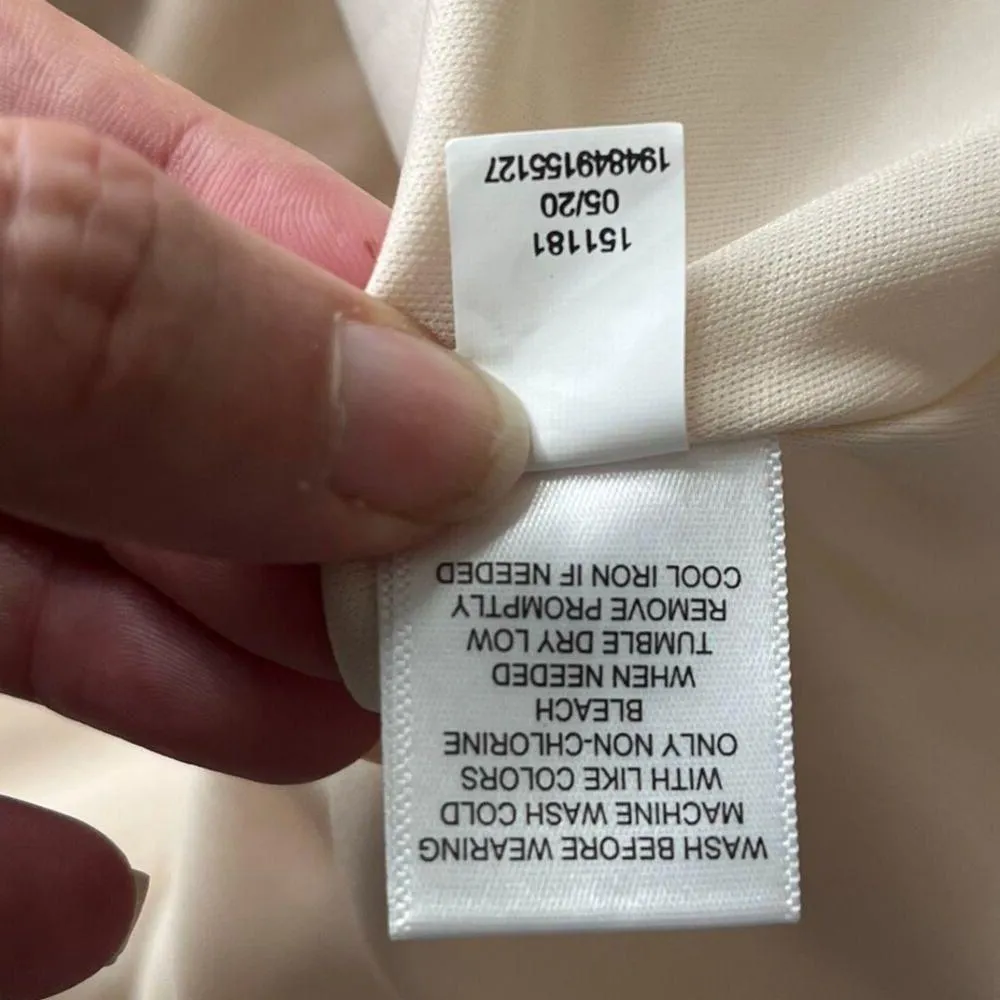 WASH BEFORE WEARING
MACHINE WASH COLD
WITH LIKE COLORS
ONLY NON-CHLORINE
BLEACH
WHEN NEEDED
TUMBLE DRY LOW
REMOVE PROMPTLY
COOL IRON IF NEEDED
151181
05/20
194849155127